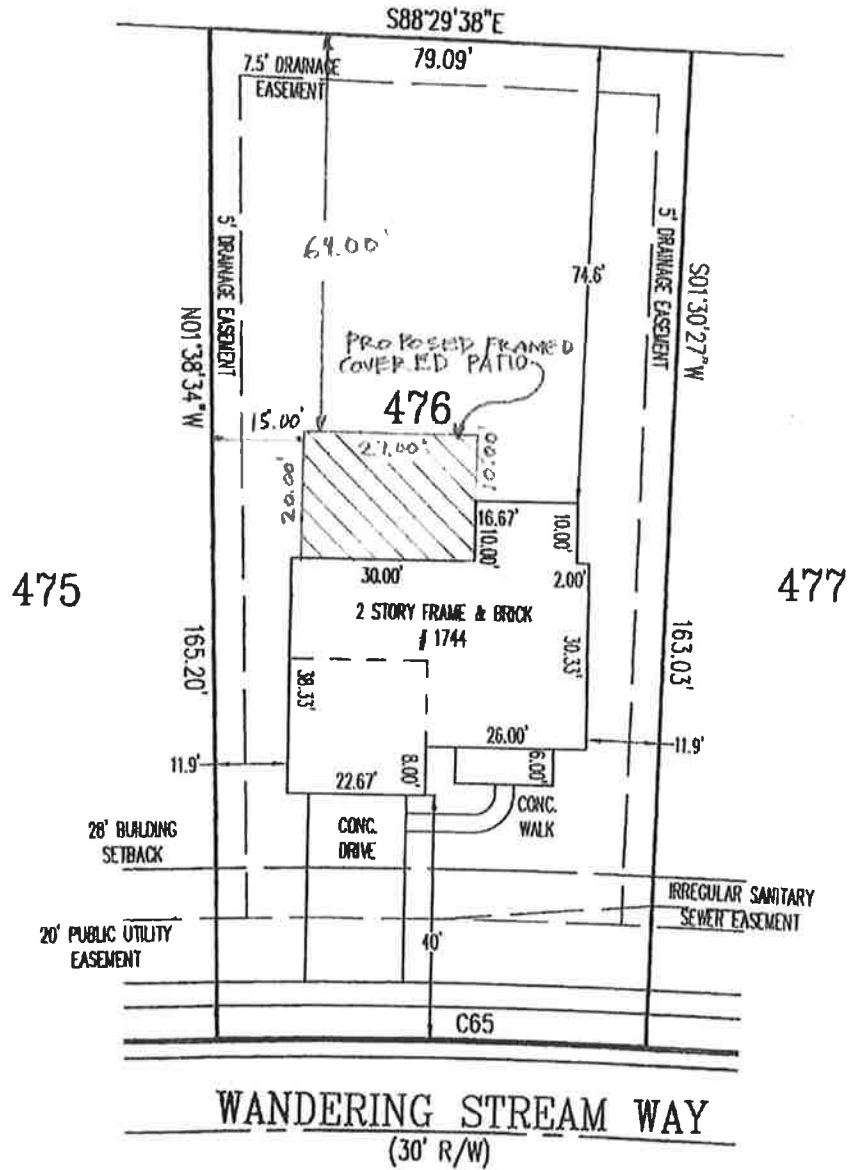 S88°29'38"E
79.09'
7.5' DRAINAGE
EASEMENT
5' DRAINAGE EASEMENT
5' DRAINAGE EASEMENT
64.00'
74.6'
N01°38'34"W
S01°30'27"W
PROPOSED FRAMED
COVERED PATIO
476
15.00'
27.00'
10.00'
20.00'
16.67'
10.00'
10.00'
30.00'
2.00'
475
477
2 STORY FRAME & BRICK
# 1744
165.20'
163.03'
38.33'
30.33'
26.00'
11.9'
11.9'
22.67'
8.00'
6.00'
CONC.
WALK
CONC.
DRIVE
28' BUILDING
SETBACK
IRREGULAR SANITARY
SEWER EASEMENT
20' PUBLIC UTILITY
EASEMENT
40'
C65
WANDERING STREAM WAY
(30' R/W)